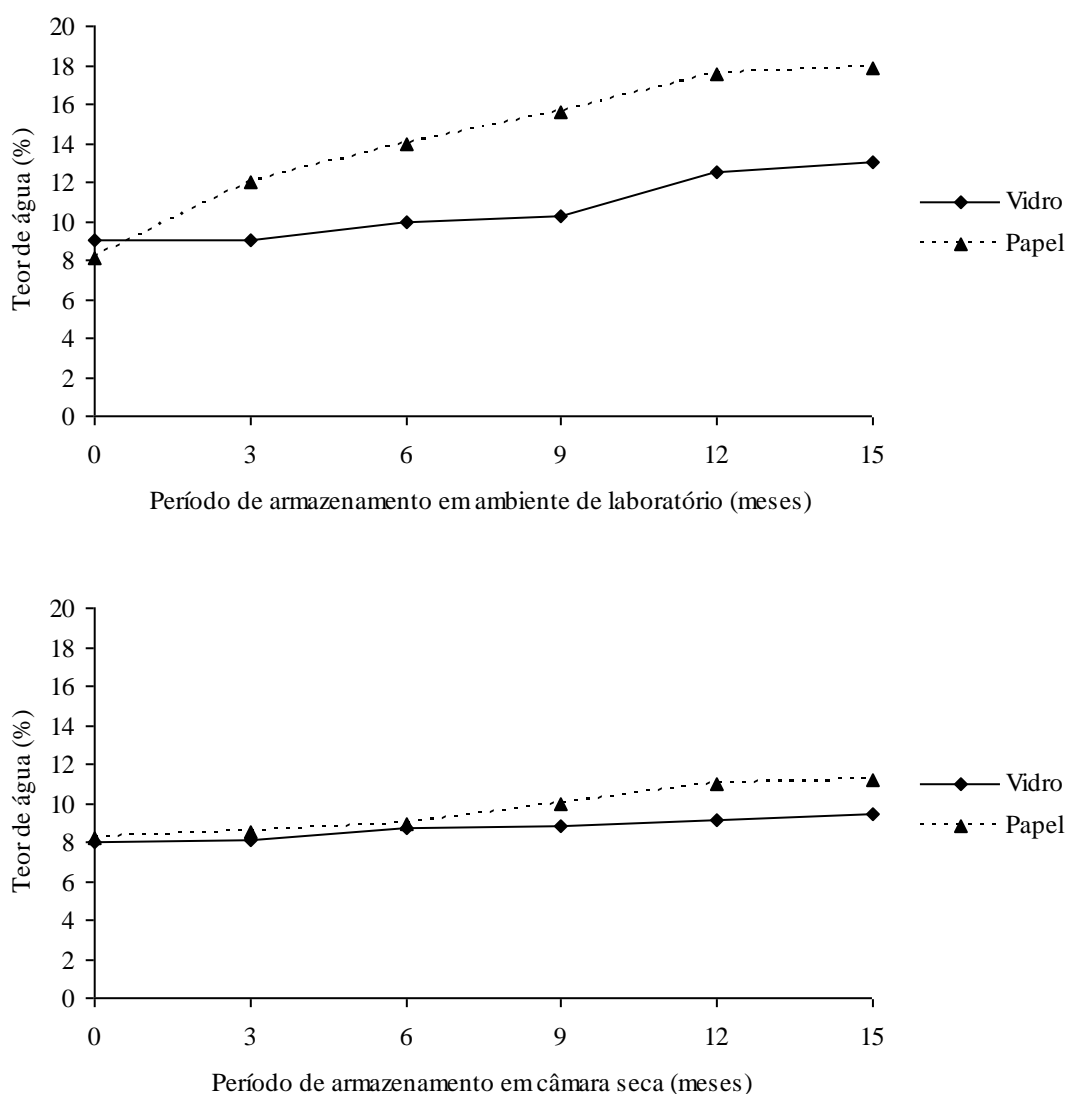 20
18
16
14
12
10
8
6
4
2
0
Teor de água (%)
0 3 6 9 12 15
Período de armazenamento em ambiente de laboratório (meses)
Vidro
Papel
20
18
16
14
12
10
8
6
4
2
0
Teor de água (%)
0 3 6 9 12 15
Período de armazenamento em câmara seca (meses)
Vidro
Papel